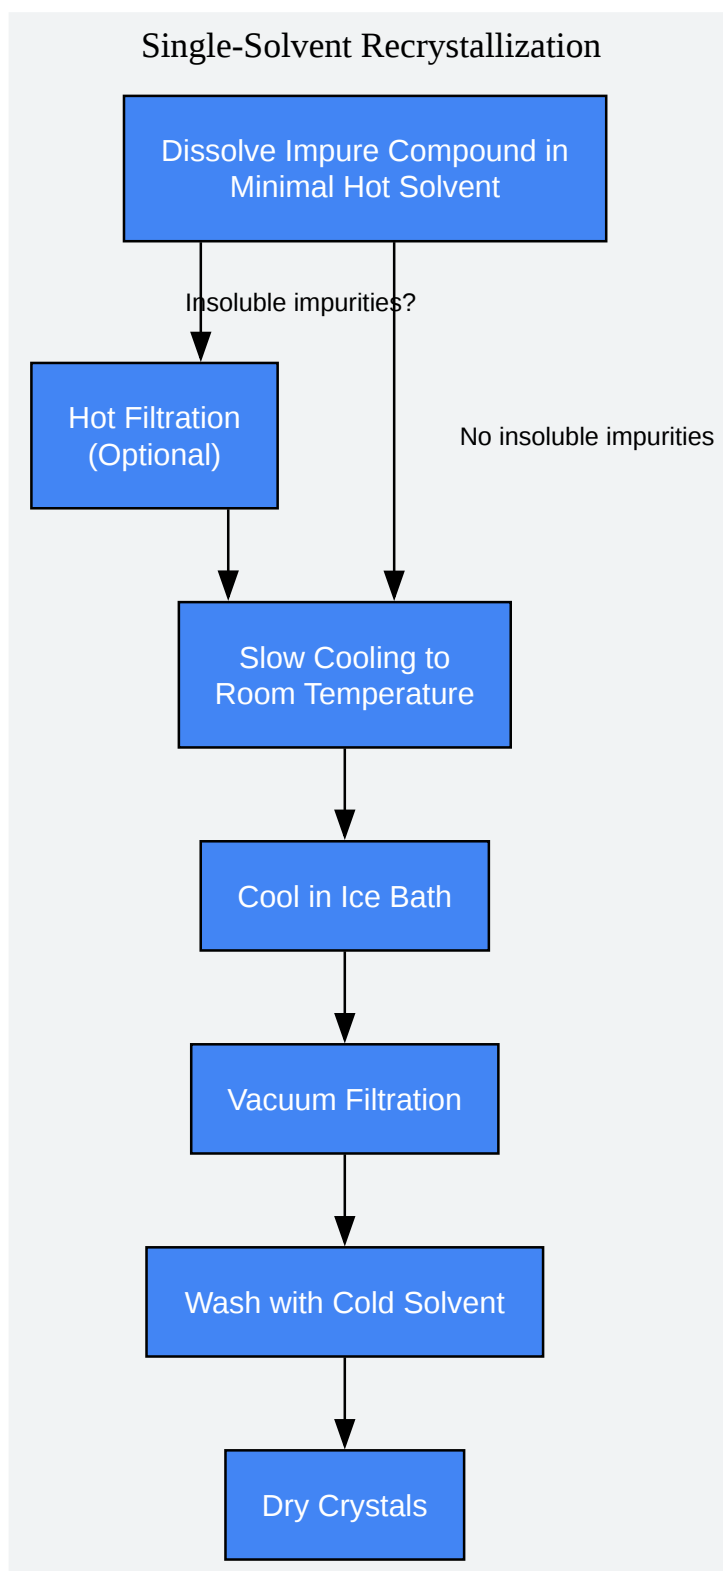 Single-Solvent Recrystallization
Dissolve Impure Compound in
Minimal Hot Solvent
Insoluble impurities?
Hot Filtration
(Optional)
No insoluble impurities
Slow Cooling to
Room Temperature
Cool in Ice Bath
Vacuum Filtration
Wash with Cold Solvent
Dry Crystals